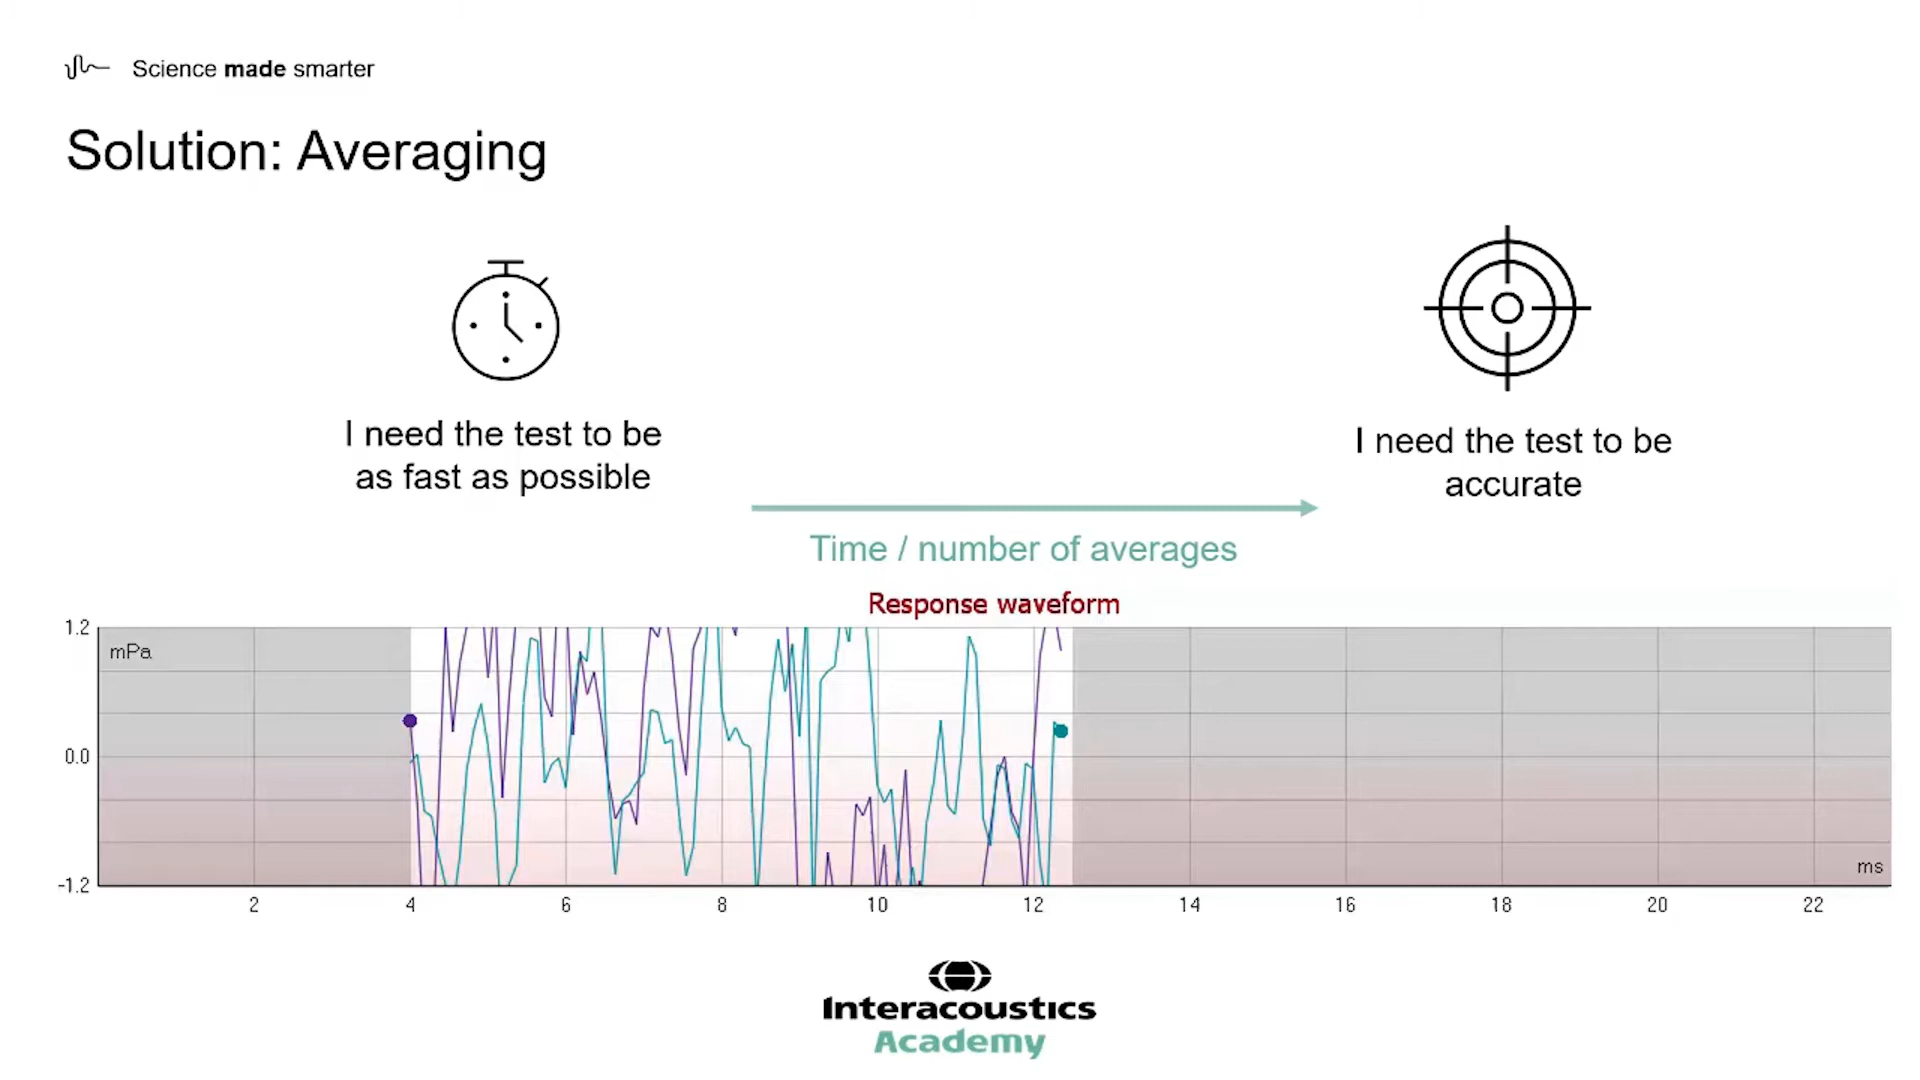 Science made smarter
Solution: Averaging
I need the test to be
as fast as possible
I need the test to be
accurate
Time / number of averages
Response waveform
1.2
mPa
0.0
-1.2
ms
2 4 6 8 10 12 14 16 18 20 22
Interacoustics
Academy